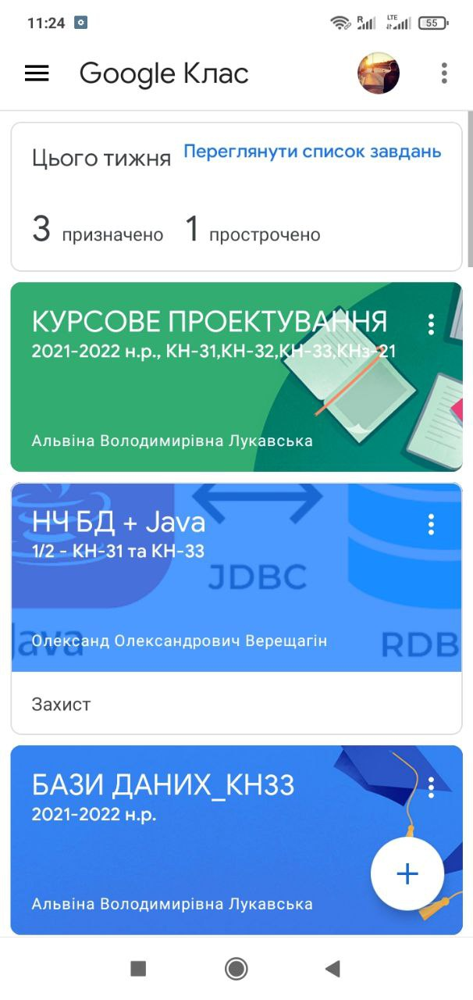 11:24
R
LTE
55
Google Клас
Цього тижня
Переглянути список завдань
3 призначено 1 прострочено
КУРСОВЕ ПРОЕКТУВАННЯ
2021-2022 н.р., КН-31,КН-32,КН-33,КНз-21
Альвіна Володимирівна Лукавська
НЧ БД + Java
1/2 - КН-31 та КН-33
JDBC
Java
Олександ Олександрович Верещагін
RDB
Захист
БАЗИ ДАНИХ_КН33
2021-2022 н.р.
Альвіна Володимирівна Лукавська